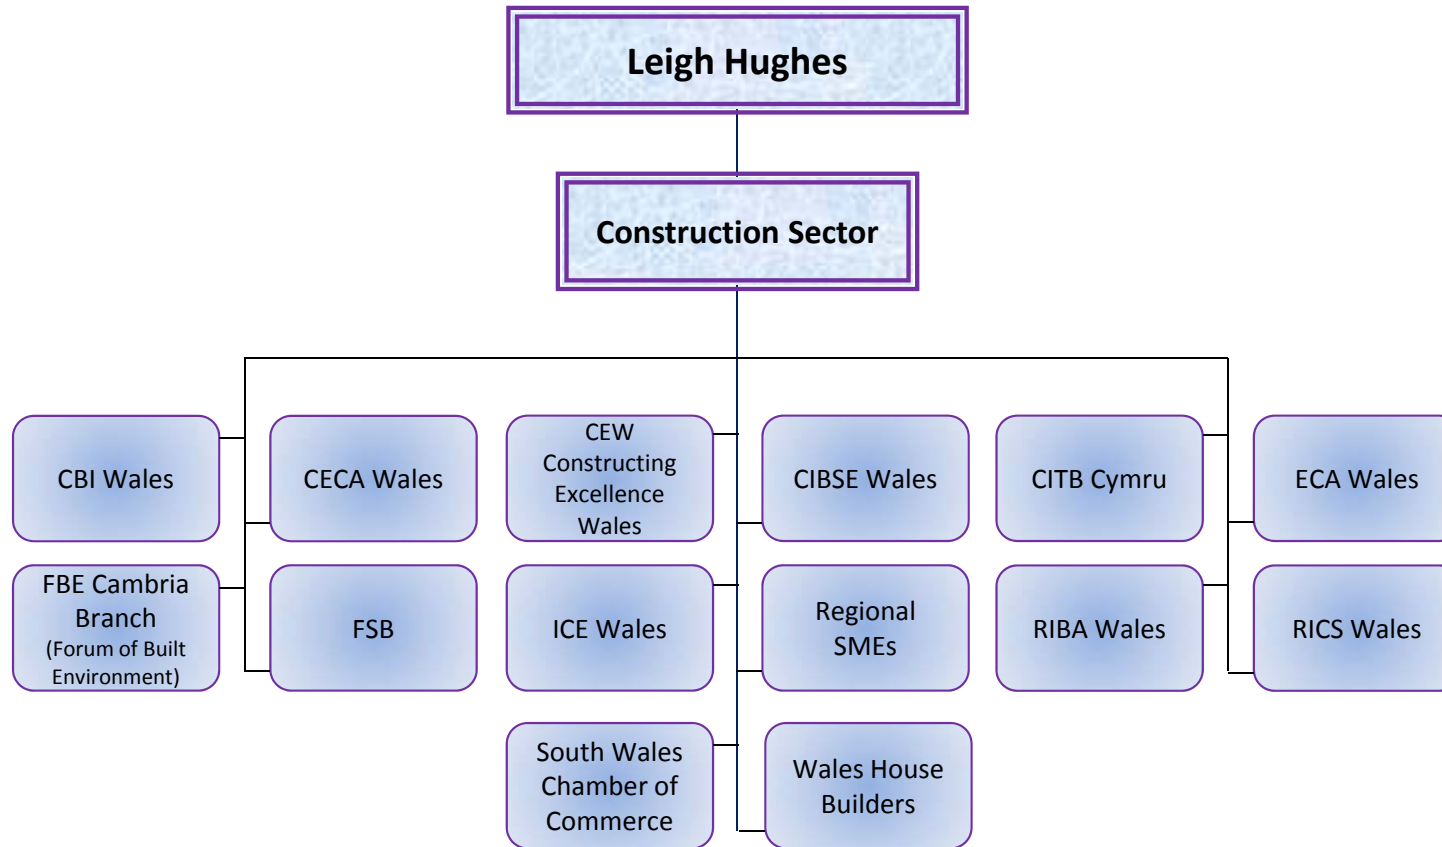 Leigh Hughes
Construction Sector
CBI Wales
CECA Wales
CEW
Constructing
Excellence
Wales
CIBSE Wales
CITB Cymru
ECA Wales
FBE Cambria
Branch
(Forum of Built
Environment)
FSB
ICE Wales
Regional
SMEs
RIBA Wales
RICS Wales
South Wales
Chamber of
Commerce
Wales House
Builders